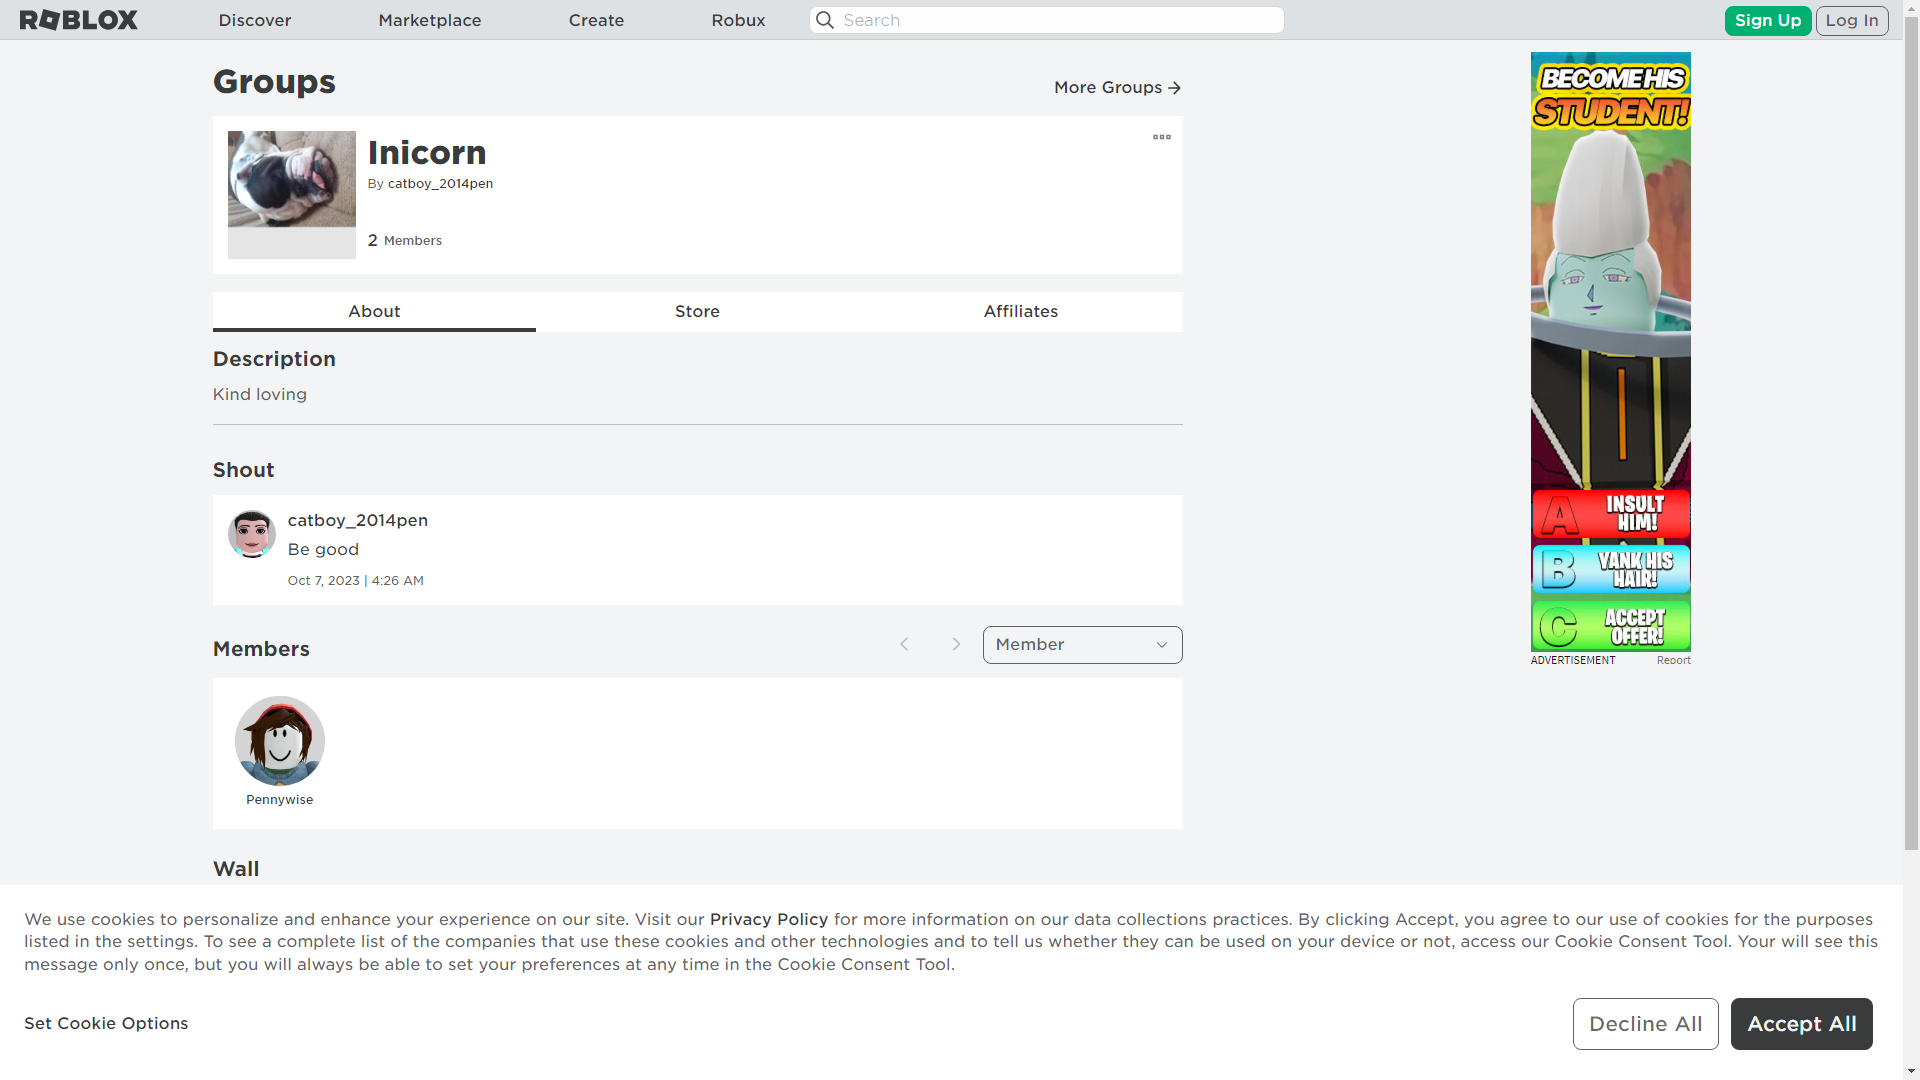 ROBLOX
Discover
Marketplace
Create
Robux
Search
Sign Up
Log In
Groups
More Groups
Inicorn
By catboy_2014pen
2 Members
About
Store
Affiliates
Description
Kind loving
Shout
catboy_2014pen
Be good
Oct 7, 2023 | 4:26 AM
Members
Member
Pennywise
Wall
BECOME HIS
STUDENT!
A
INSULT
HIM!
B
YANK HIS
HAIR!
C
ACCEPT
OFFER!
ADVERTISEMENT
Report
We use cookies to personalize and enhance your experience on our site. Visit our Privacy Policy for more information on our data collections practices. By clicking Accept, you agree to our use of cookies for the purposes
listed in the settings. To see a complete list of the companies that use these cookies and other technologies and to tell us whether they can be used on your device or not, access our Cookie Consent Tool. Your will see this
message only once, but you will always be able to set your preferences at any time in the Cookie Consent Tool.
Set Cookie Options
Decline All
Accept All